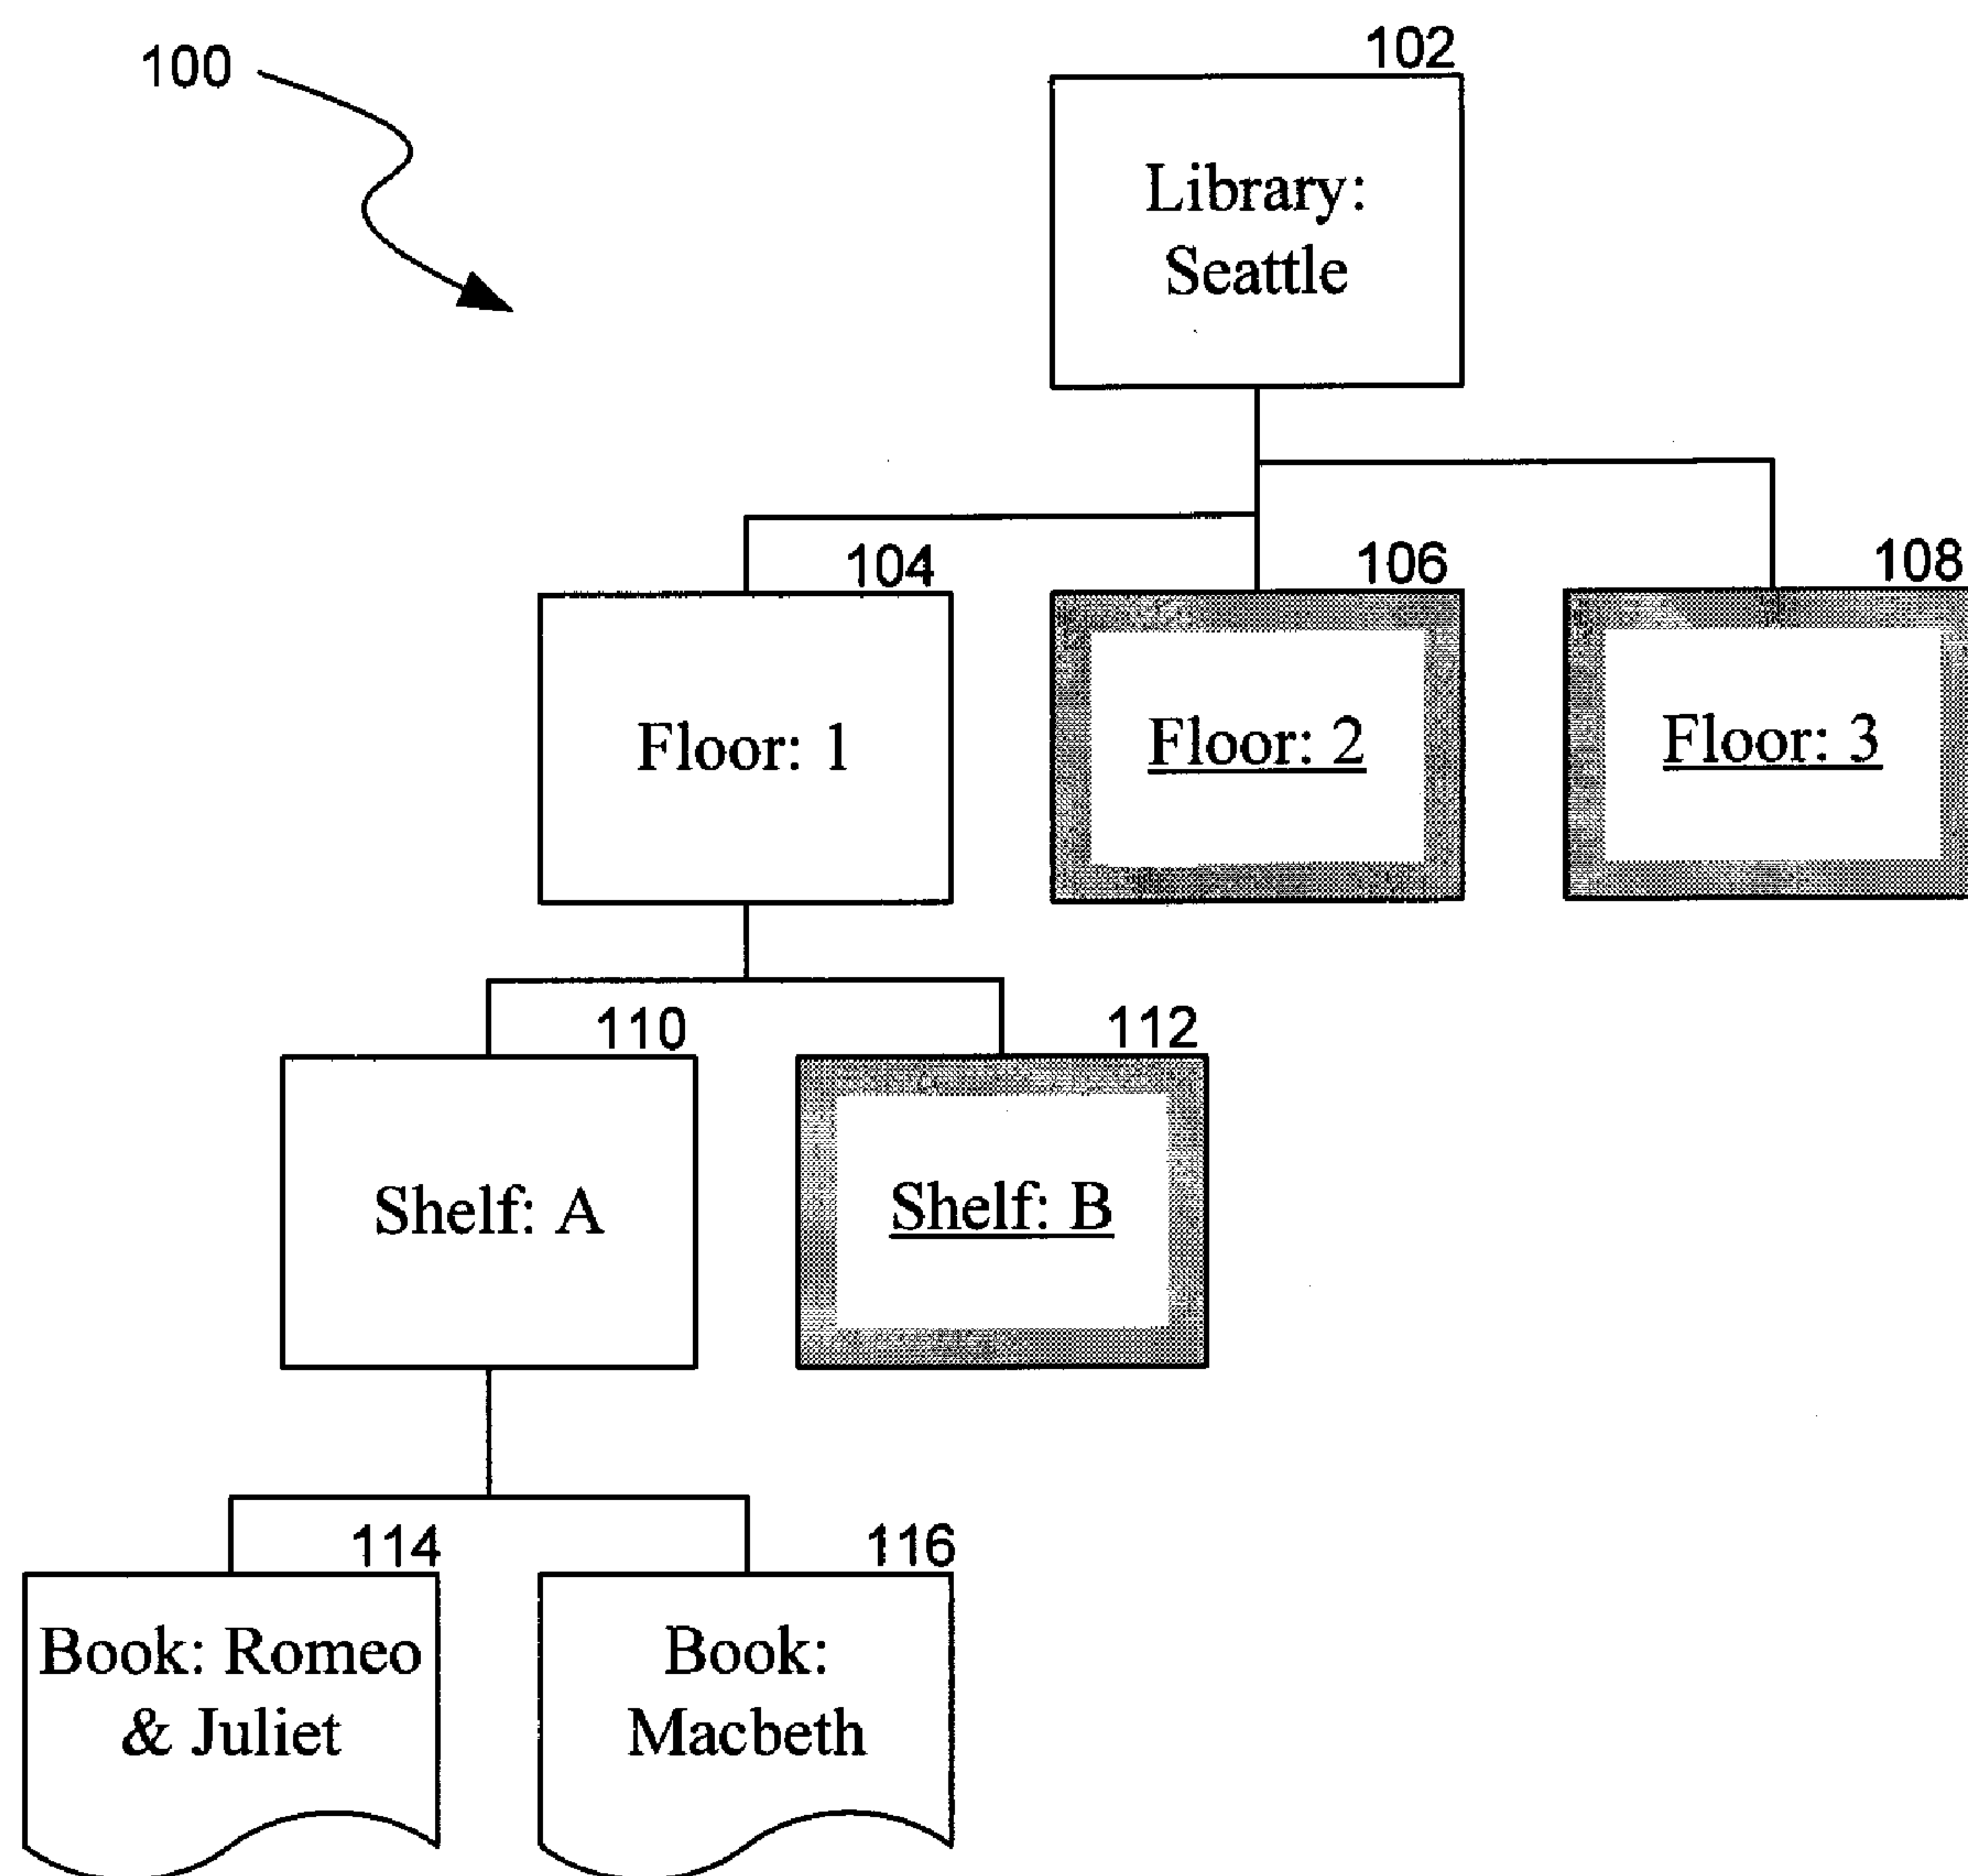 100
102
Library:
Seattle
104
106
108
Floor: 1
Floor: 2
Floor: 3
110
112
Shelf: A
Shelf: B
114
116
Book: Romeo
& Juliet
Book:
Macbeth